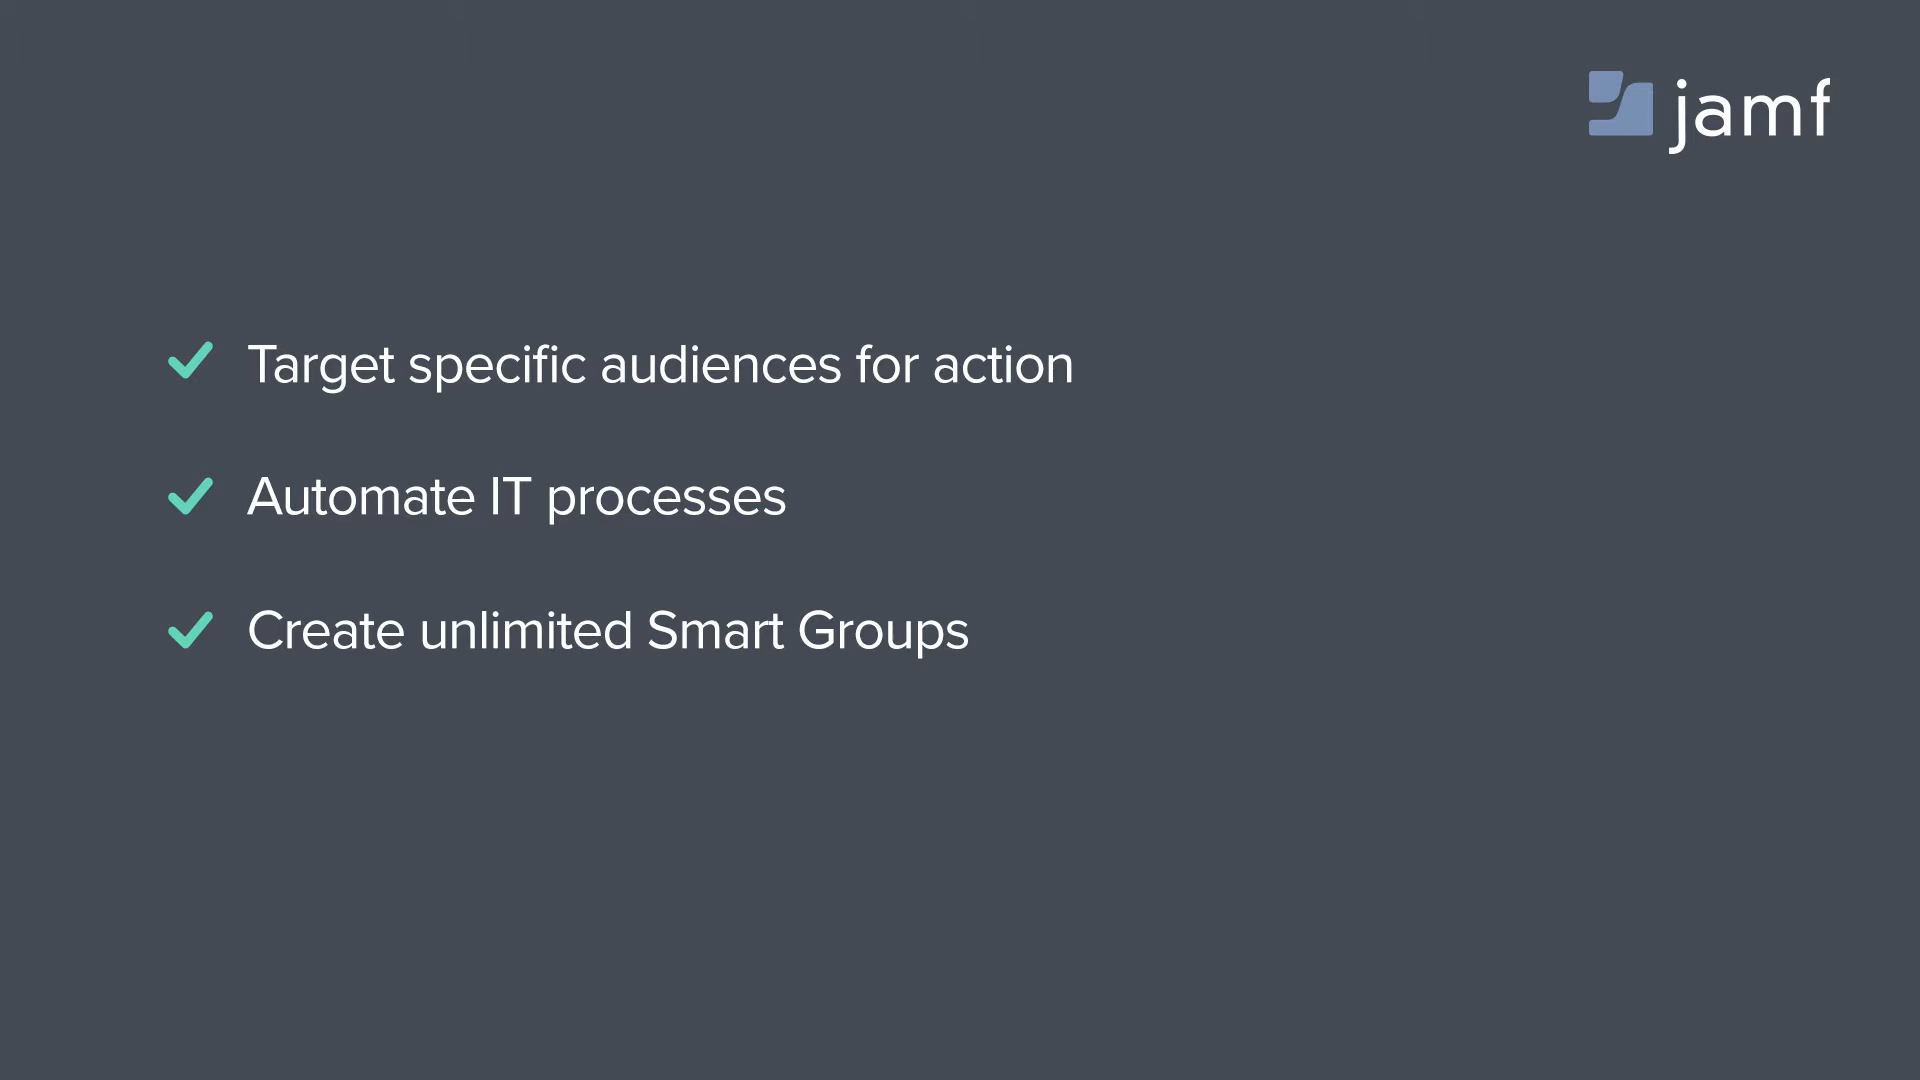 jamf
Target specific audiences for action
Automate IT processes
Create unlimited Smart Groups